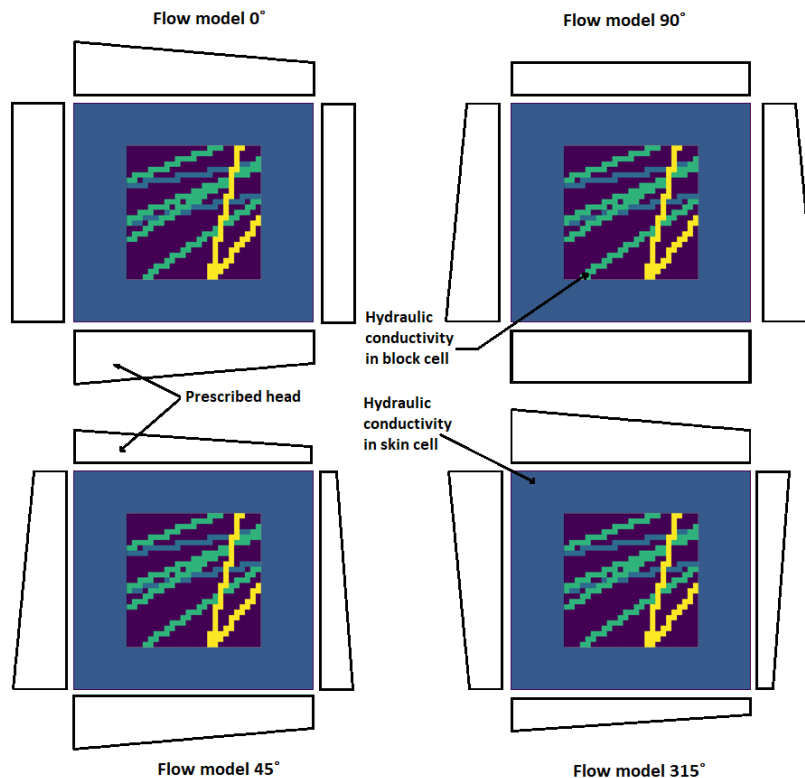 Flow model 0˚
Flow model 90˚
Hydraulic
conductivity
in block cell
Prescribed head
Hydraulic
conductivity
in skin cell
Flow model 45˚
Flow model 315˚